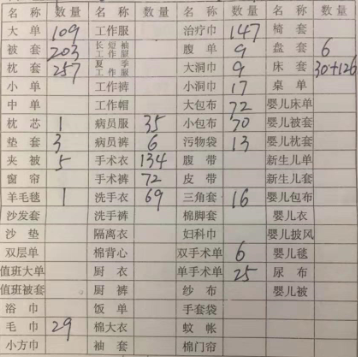 名称 数量 名称 数量 名称 数量 名称 数量
大单 109 工作服 治疗巾 147 椅套
被套 203 长短袖工作服 腹单 9 盘套 6
枕套 257 夏季工作服 大洞巾 9 床套 30+126
小单 工作裤 小洞巾 17 桌单
中单 工作帽 大包布 72 婴儿床单
枕芯 1 病员服 35 小包布 70 婴儿被套
垫套 3 病员裤 6 污物袋 13 婴儿枕套
夹被 5 手术衣 134 腹带 新生儿单
窗帘 手术裤 72 皮带 新生儿套
羊毛毯 1 洗手衣 69 三角套 16 婴儿包布
沙发套 洗手裤 棉脚套 婴儿衣
沙垫 隔离衣 妇科巾 婴儿披风
双层单 棉背心 双手术单 6 婴儿毯
值班大单 厨衣 单手术单 25 尿布
值班被套 厨裤 纱布 婴儿被
浴巾 饭单 手套袋
毛巾 29 棉大衣 蚊帐
小方巾 袖套 棉门帘